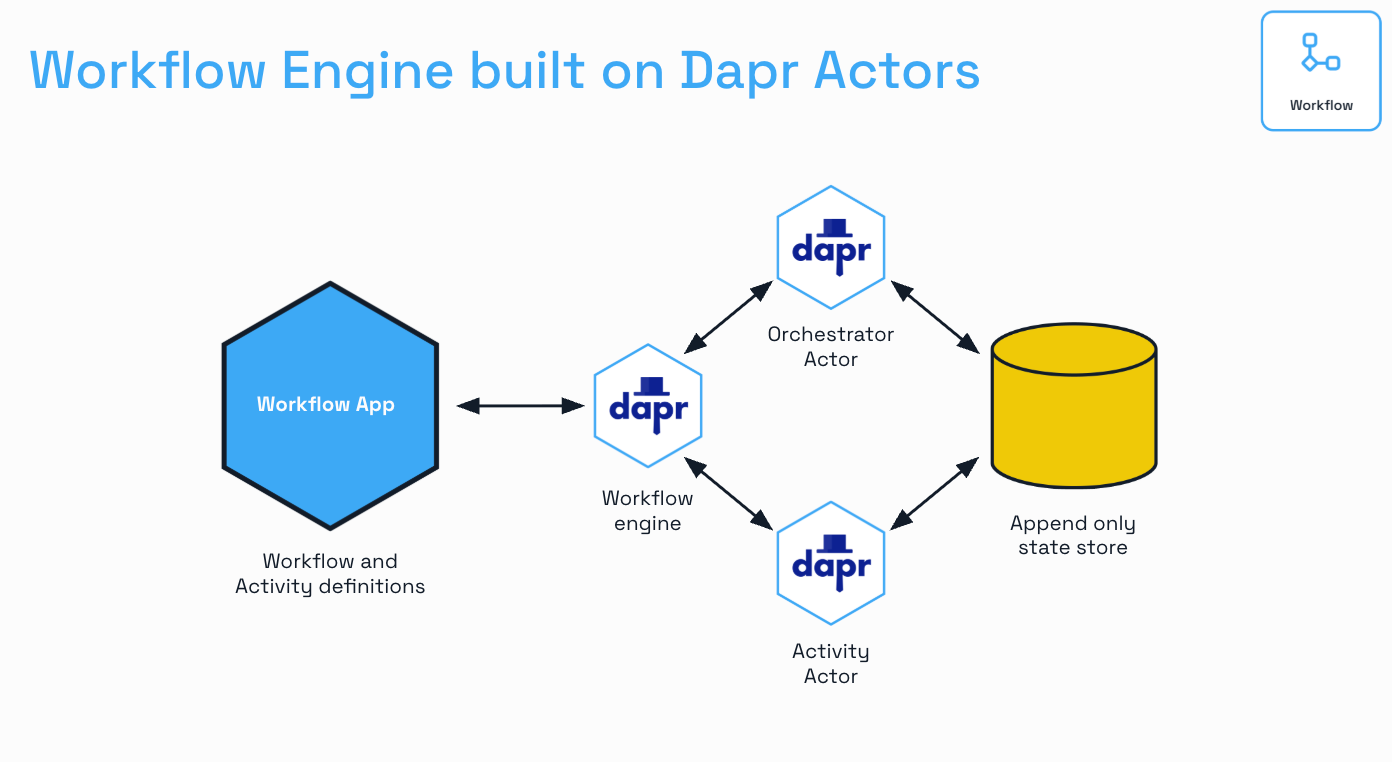 Workflow Engine built on Dapr Actors
Workflow
dapr
Orchestrator
Actor
Workflow App
Workflow and
Activity definitions
dapr
Workflow
engine
dapr
Activity
Actor
Append only
state store